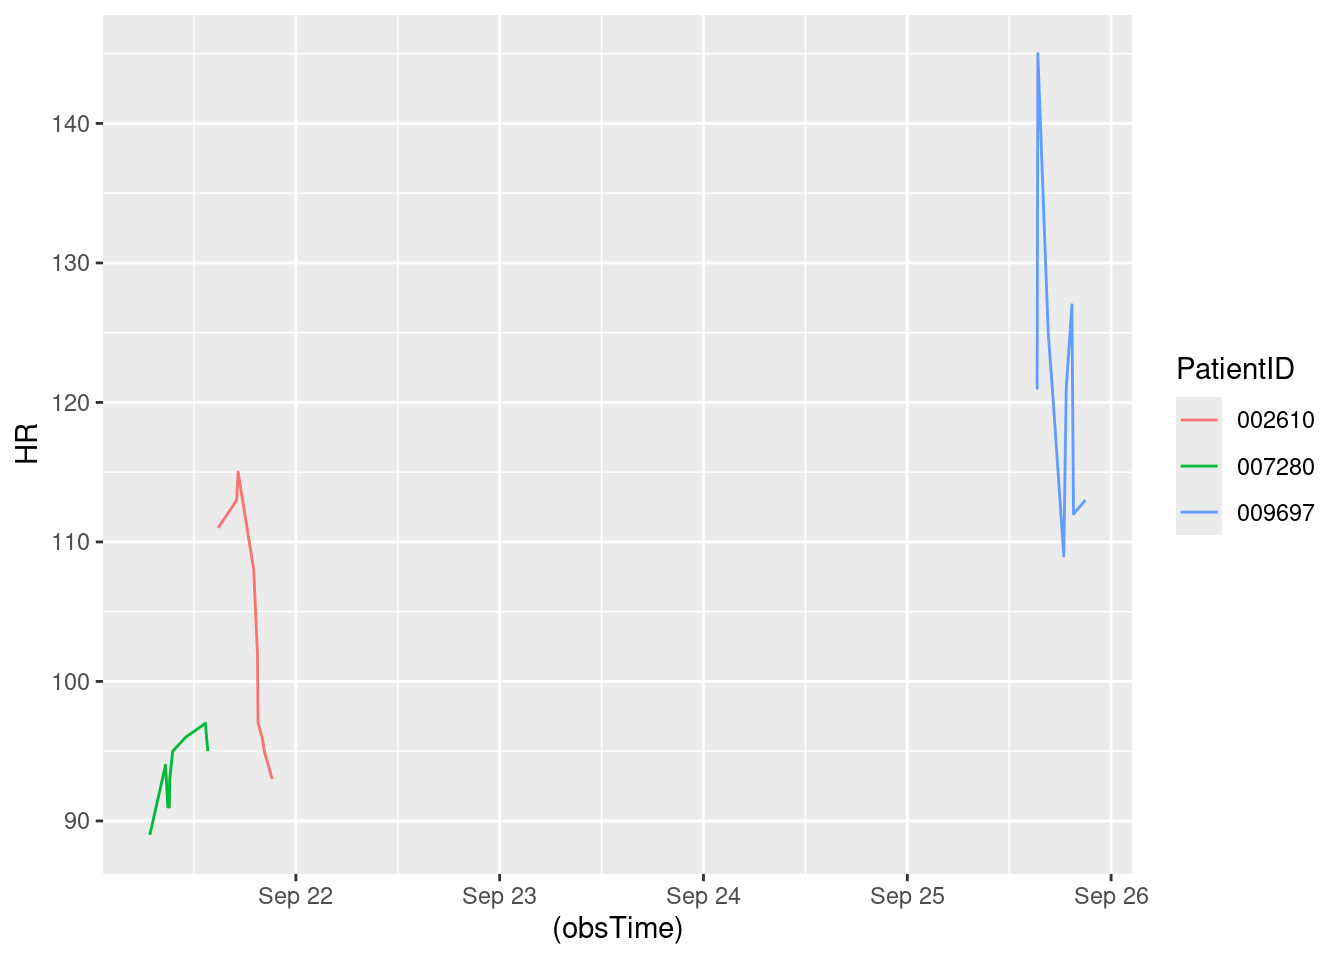 HR
140
130
120
110
100
90
Sep 22
Sep 23
Sep 24
Sep 25
Sep 26
(obsTime)
PatientID
002610
007280
009697